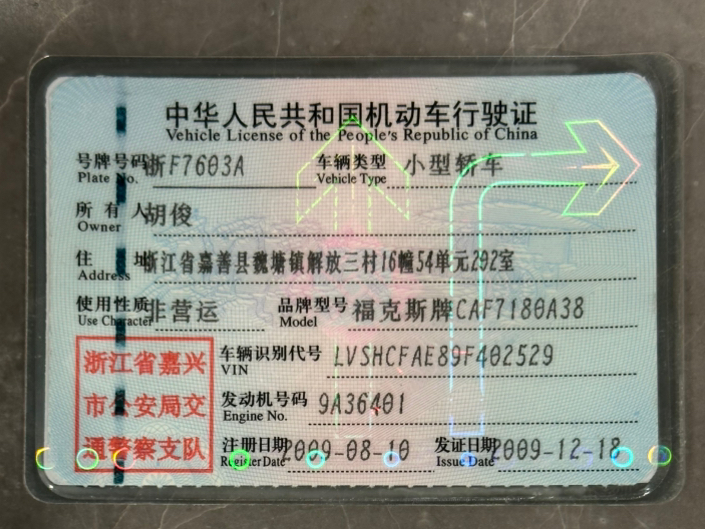 中华人民共和国机动车行驶证
Vehicle License of the People's Republic of China
号牌号码 浙F7603A 车辆类型 小型轿车
Plate No. Vehicle Type
所有人 胡俊
Owner
住址 浙江省嘉善县魏塘镇解放三村16幢54单元202室
Address
使用性质 非营运 品牌型号 福克斯牌CAF7180A38
Use Character Model
浙江省嘉兴 车辆识别代号 LVSHCFAE89F402529
VIN
市公安局交 发动机号码 9A36401
Engine No.
通警察支队 注册日期 2009-08-10 发证日期 2009-12-18
Register Date Issue Date